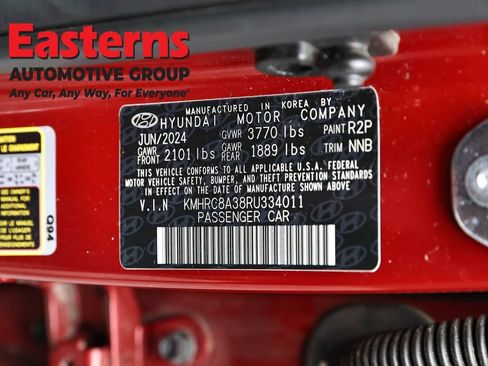 Easterns
AUTOMOTIVE GROUP
Any Car, Any Way, For Everyone
MANUFACTURED IN KOREA BY
HYUNDAI MOTOR COMPANY
JUN/2024 GVWR 3770 lbs PAINT R2P
GAWR FRONT 2101 lbs GAWR REAR 1889 lbs TRIM NNB
THIS VEHICLE CONFORMS TO ALL APPLICABLE U.S.A. FEDERAL
MOTOR VEHICLE SAFETY, BUMPER, AND THEFT PREVENTION STANDARDS
IN EFFECT ON THE DATE OF MANUFACTURE SHOWN ABOVE
V.I.N KMHRC8A38RU334011
PASSENGER CAR
Q94